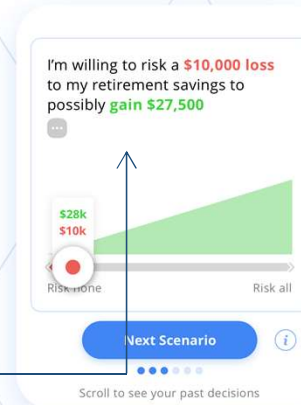 I'm willing to risk a $10,000 loss
to my retirement savings to
possibly gain $27,500
$28k
$10k
Risk none
Risk all
Next Scenario
i
Scroll to see your past decisions